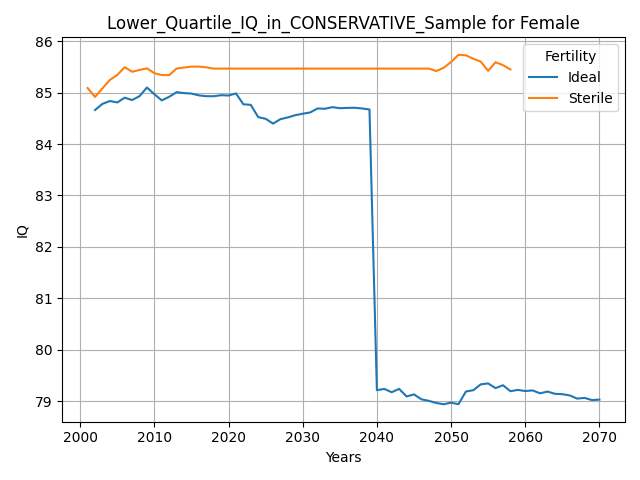 Lower_Quartile_IQ_in_CONSERVATIVE_Sample for Female
86
85
84
83
82
81
80
79
IQ
2000 2010 2020 2030 2040 2050 2060 2070
Years
Fertility
Ideal
Sterile